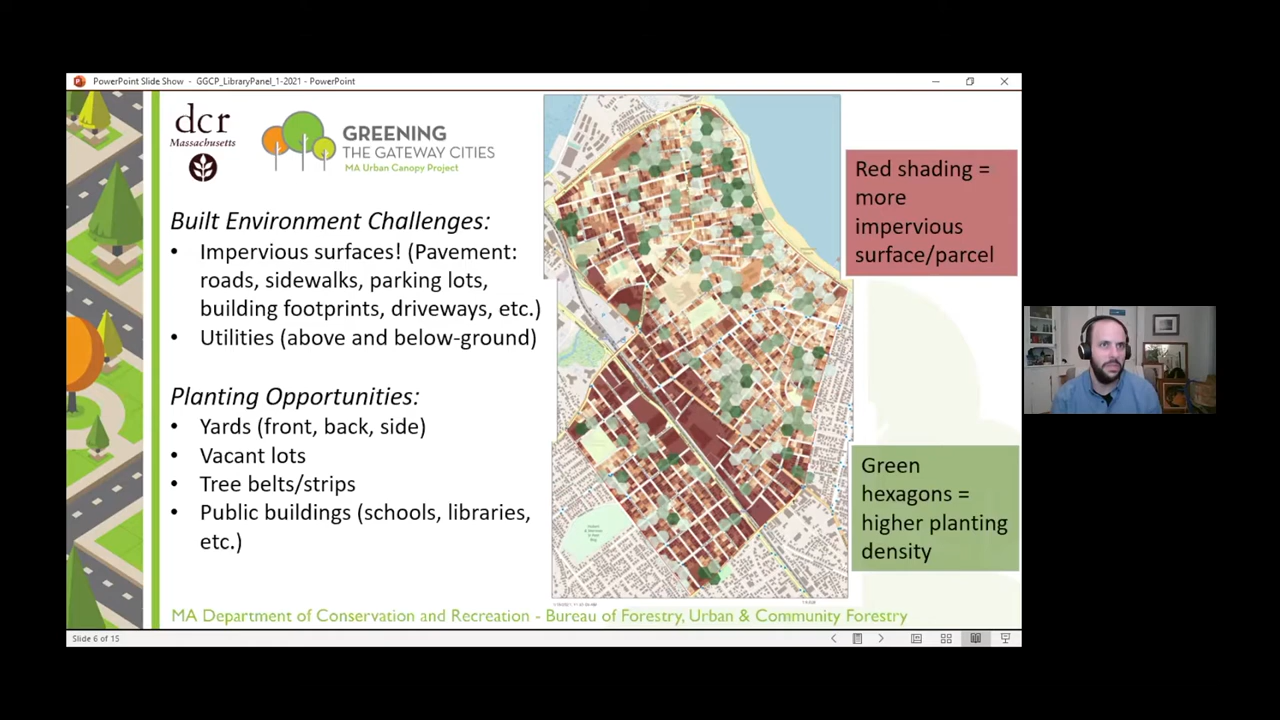 PowerPoint Slide Show - GGCP_LibraryPanel_1-2021 - PowerPoint
dcr
Massachusetts
GREENING
THE GATEWAY CITIES
MA Urban Canopy Project
Built Environment Challenges:
• Impervious surfaces! (Pavement:
roads, sidewalks, parking lots,
building footprints, driveways, etc.)
• Utilities (above and below-ground)
Planting Opportunities:
• Yards (front, back, side)
• Vacant lots
• Tree belts/strips
• Public buildings (schools, libraries,
etc.)
Red shading =
more
impervious
surface/parcel
Green
hexagons =
higher planting
density
MA Department of Conservation and Recreation - Bureau of Forestry, Urban & Community Forestry
Slide 6 of 15